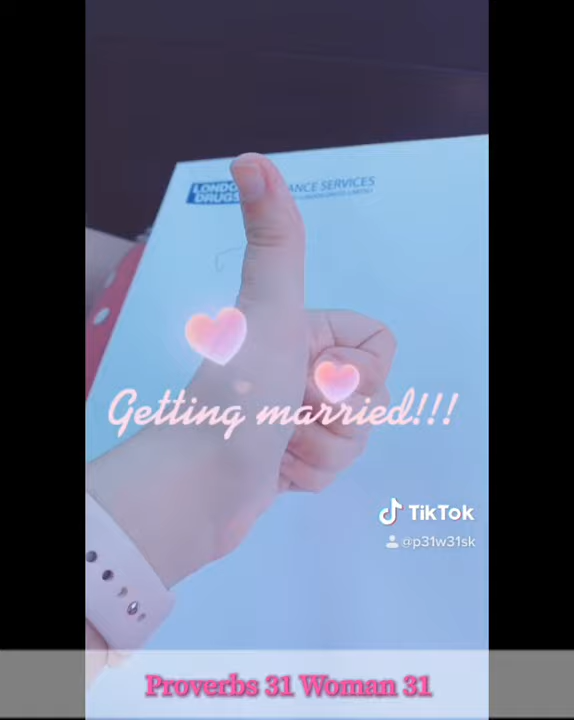 LONDON
DRUGS
ANCE SERVICES
Getting married!!!
TikTok
@p31w31sk
Proverbs 31 Woman 31